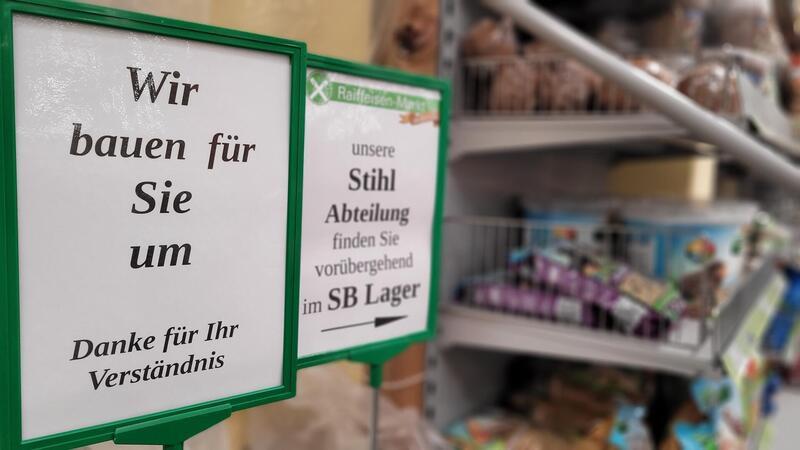 Wir
bauen für
Sie
um
Danke für Ihr
Verständnis
Raiffeisen-Markt
unsere
Stihl
Abteilung
finden Sie
vorübergehend
im SB Lager